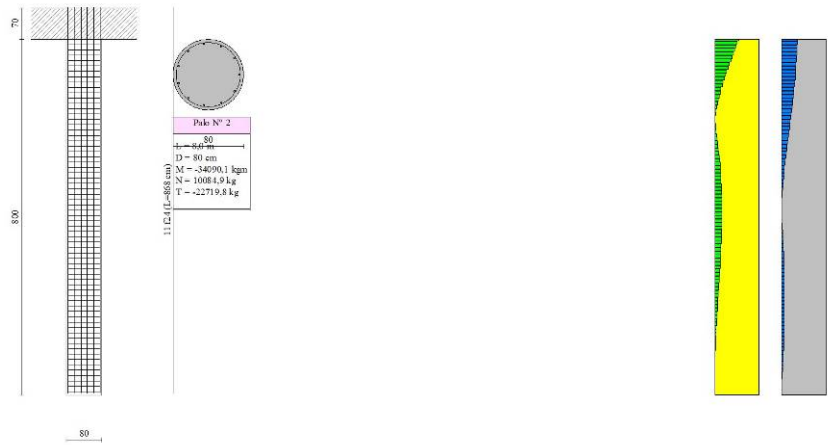 70
800
80
11 f24 (L=868 cm)
Palo N° 2
80
L = 8,0 m
D = 80 cm
M = -34090,1 kgm
N = 10084,9 kg
T = -22719,8 kg